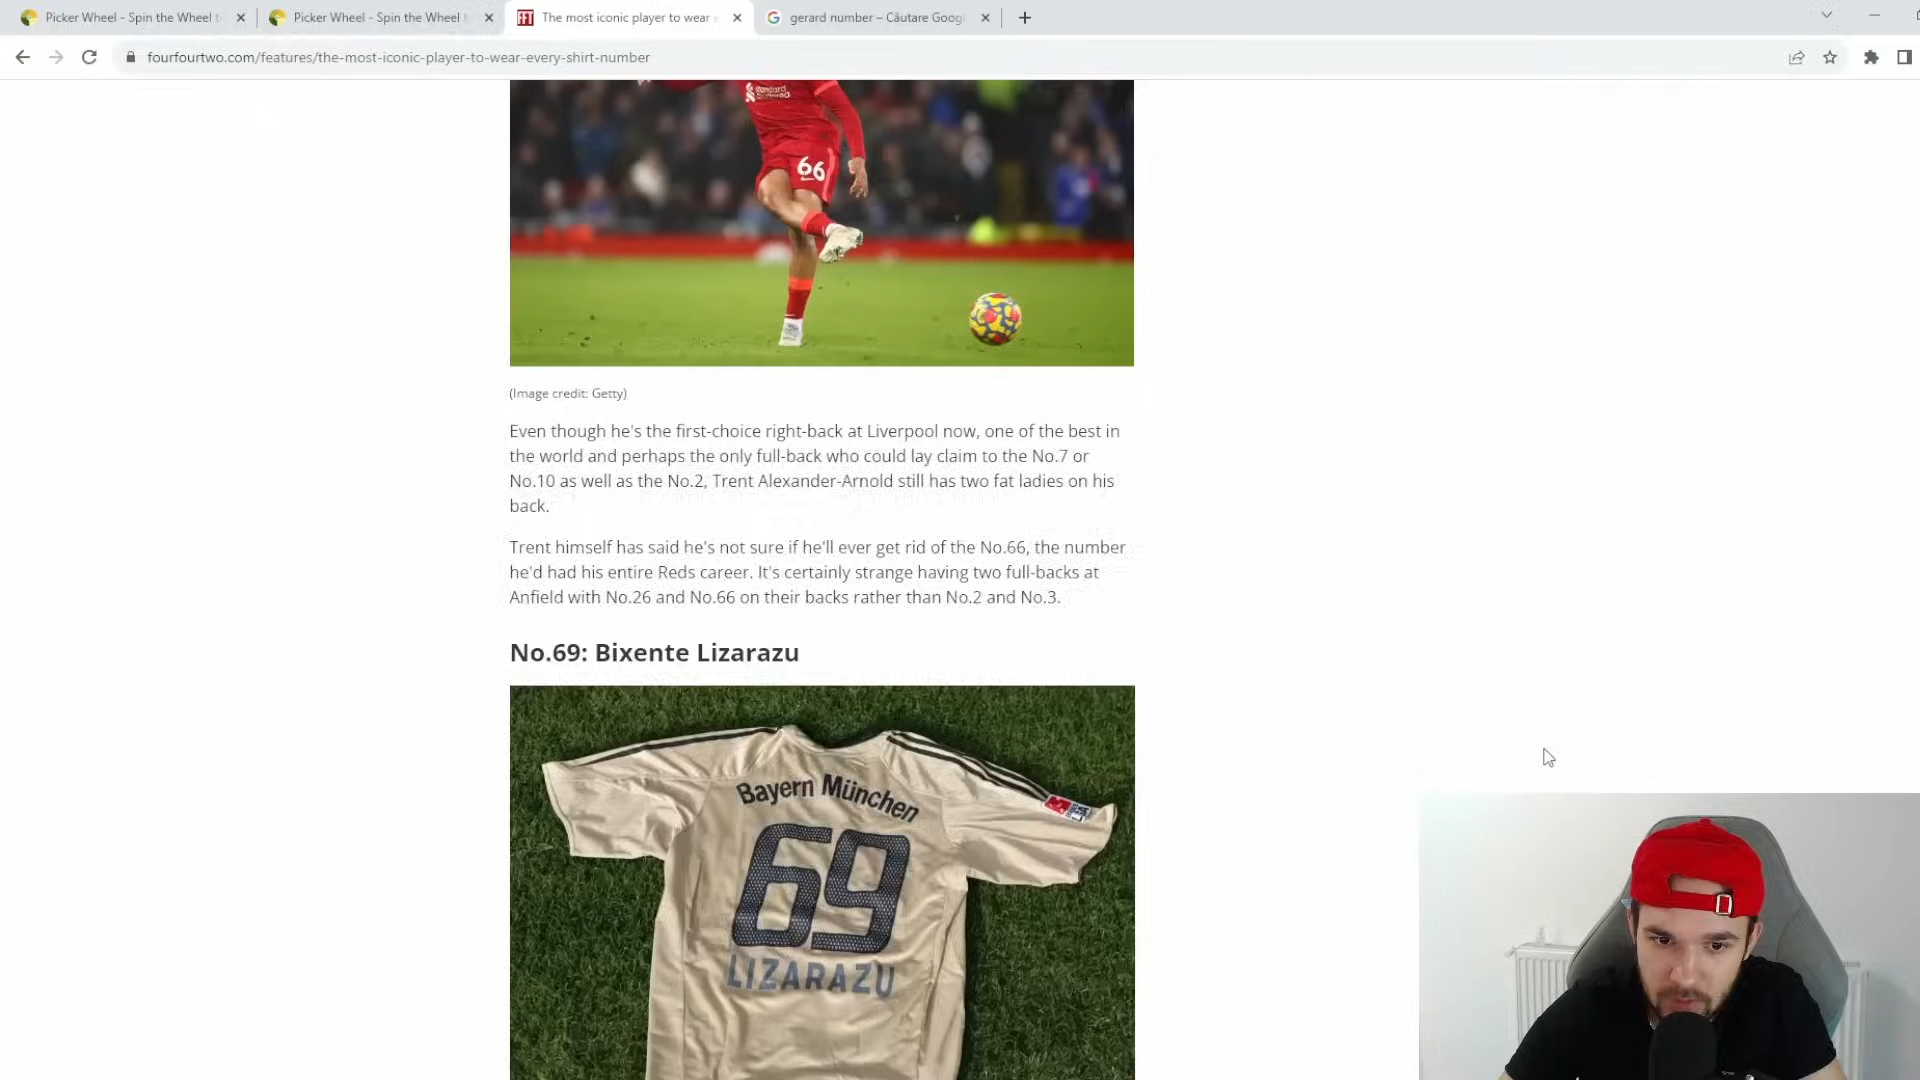 Picker Wheel - Spin the Wheel t
Picker Wheel - Spin the Wheel
The most iconic player to wear e
gerard number – Căutare Goog
fourfourtwo.com/features/the-most-iconic-player-to-wear-every-shirt-number
Standard
Chartered
66
(Image credit: Getty)
Even though he's the first-choice right-back at Liverpool now, one of the best in
the world and perhaps the only full-back who could lay claim to the No.7 or
No.10 as well as the No.2, Trent Alexander-Arnold still has two fat ladies on his
back.
Trent himself has said he's not sure if he'll ever get rid of the No.66, the number
he'd had his entire Reds career. It's certainly strange having two full-backs at
Anfield with No.26 and No.66 on their backs rather than No.2 and No.3.
No.69: Bixente Lizarazu
Bayern München
69
LIZARAZU